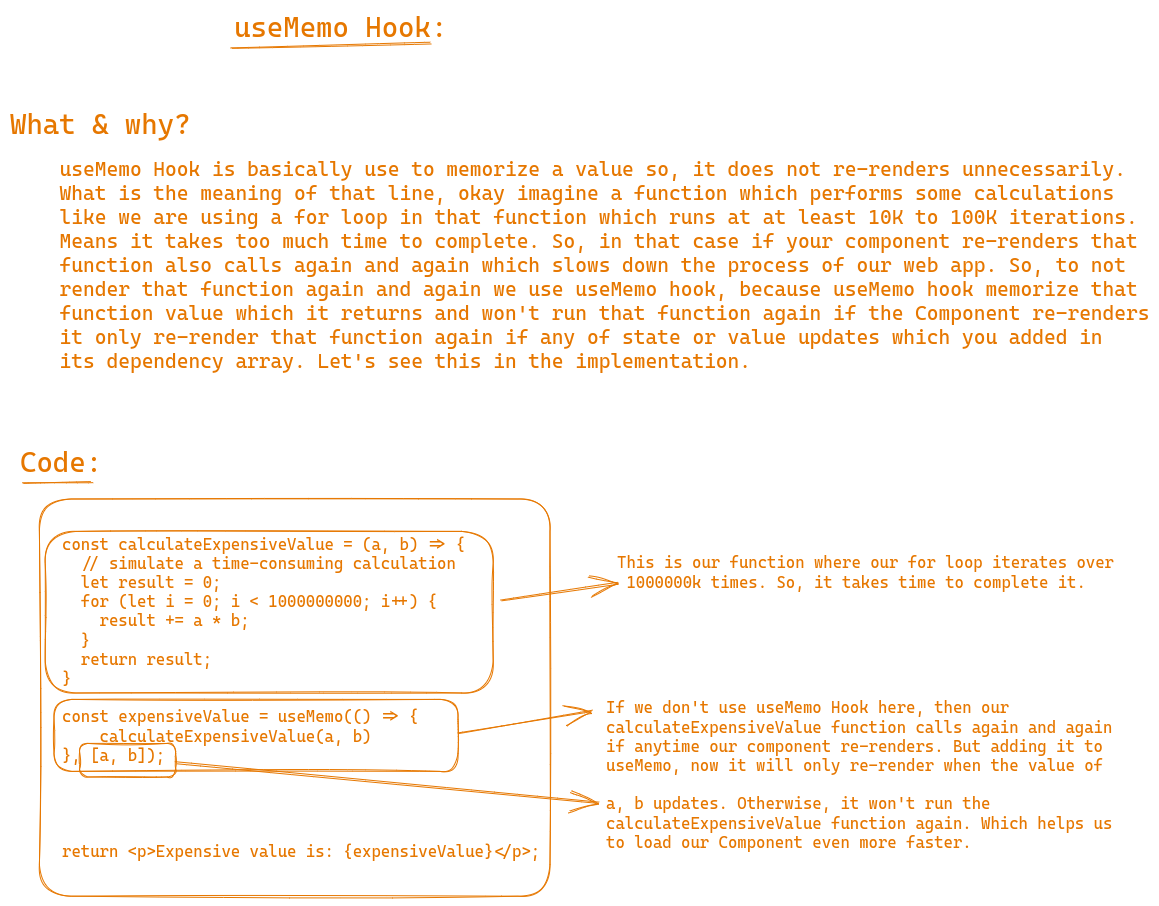 useMemo Hook:
What & why?
useMemo Hook is basically use to memorize a value so, it does not re-renders unnecessarily.
What is the meaning of that line, okay imagine a function which performs some calculations
like we are using a for loop in that function which runs at at least 10K to 100K iterations.
Means it takes too much time to complete. So, in that case if your component re-renders that
function also calls again and again which slows down the process of our web app. So, to not
render that function again and again we use useMemo hook, because useMemo hook memorize that
function value which it returns and won't run that function again if the Component re-renders
it only re-render that function again if any of state or value updates which you added in
its dependency array. Let's see this in the implementation.
Code:
const calculateExpensiveValue = (a, b) => {
// simulate a time-consuming calculation
let result = 0;
for (let i = 0; i < 1000000000; i++) {
result += a * b;
}
return result;
}
This is our function where our for loop iterates over
1000000k times. So, it takes time to complete it.
const expensiveValue = useMemo(() => {
calculateExpensiveValue(a, b)
}, [a, b]);
If we don't use useMemo Hook here, then our
calculateExpensiveValue function calls again and again
if anytime our component re-renders. But adding it to
useMemo, now it will only re-render when the value of
a, b updates. Otherwise, it won't run the
calculateExpensiveValue function again. Which helps us
to load our Component even more faster.
return <p>Expensive value is: {expensiveValue}</p>;